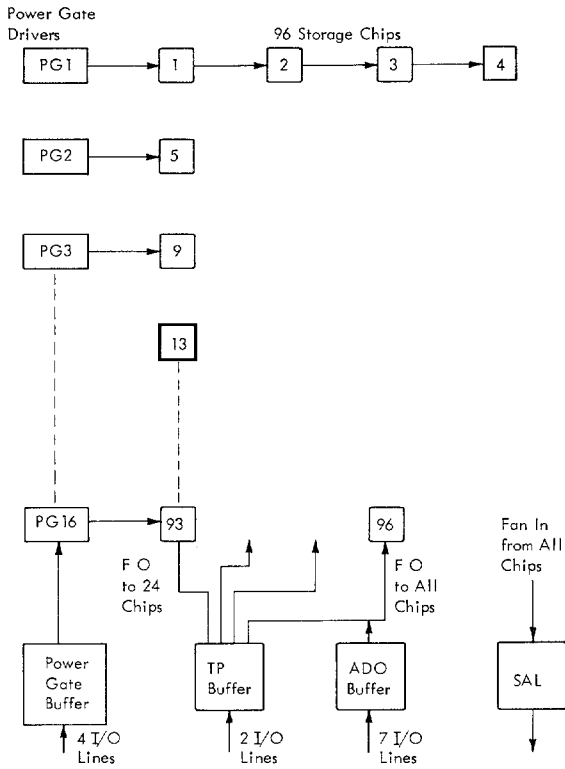 Power Gate
Drivers
96 Storage Chips
PG1
1
2
3
4
PG2
5
PG3
9
13
PG16
93
96
Fan In
from All
Chips
F O
to 24
Chips
F O
to All
Chips
Power
Gate
Buffer
TP
Buffer
ADO
Buffer
SAL
4 I/O
Lines
2 I/O
Lines
7 I/O
Lines